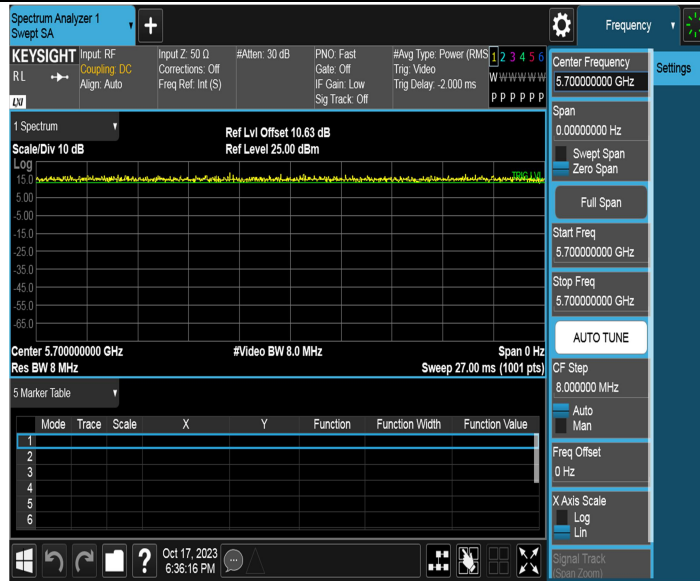 Spectrum Analyzer 1
Swept SA
Frequency
KEYSIGHT
RL
LXI
Input: RF
Coupling: DC
Align: Auto
Input Z: 50 Ω
Corrections: Off
Freq Ref: Int (S)
#Atten: 30 dB
PNO: Fast
Gate: Off
IF Gain: Low
Sig Track: Off
#Avg Type: Power (RMS
Trig: Video
Trig Delay: -2.000 ms
1 2 3 4 5 6
W W W W W W
P P P P P P
1 Spectrum
Scale/Div 10 dB
Ref Lvl Offset 10.63 dB
Ref Level 25.00 dBm
Log
15.0
5.00
-5.00
-15.0
-25.0
-35.0
-45.0
-55.0
-65.0
TRIG LVL
Center 5.700000000 GHz
#Video BW 8.0 MHz
Span 0 Hz
Res BW 8 MHz
Sweep 27.00 ms (1001 pts)
5 Marker Table
Mode Trace Scale X Y Function Function Width Function Value
1
2
3
4
5
6
Oct 17, 2023
6:36:16 PM
Center Frequency
5.700000000 GHz
Settings
Span
0.00000000 Hz
Swept Span
Zero Span
Full Span
Start Freq
5.700000000 GHz
Stop Freq
5.700000000 GHz
AUTO TUNE
CF Step
8.000000 MHz
Auto
Man
Freq Offset
0 Hz
X Axis Scale
Log
Lin
Signal Track
(Span Zoom)